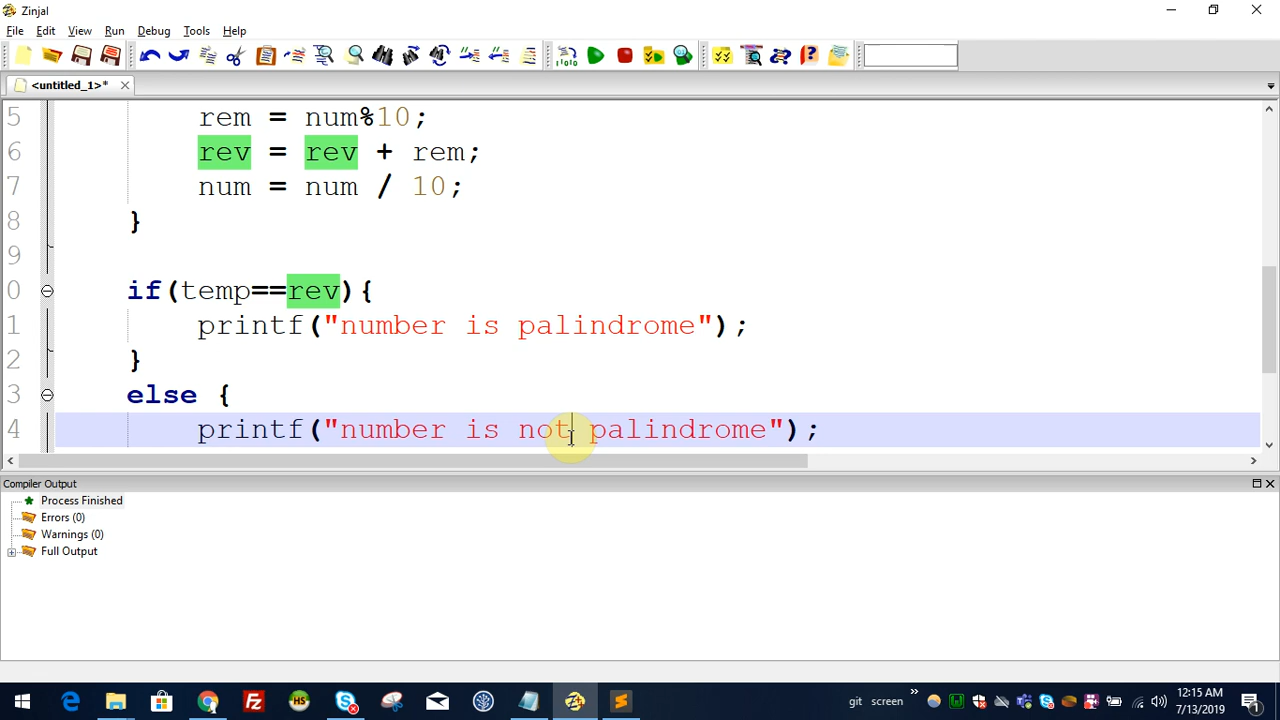 Zinjal
File Edit View Run Debug Tools Help
<untitled_1>*
5 rem = num%10;
6 rev = rev + rem;
7 num = num / 10;
8 }
9
0 if(temp==rev){
1 printf("number is palindrome");
2 }
3 else {
4 printf("number is not palindrome");
Compiler Output
Process Finished
Errors (0)
Warnings (0)
Full Output
git screen
12:15 AM
7/13/2019